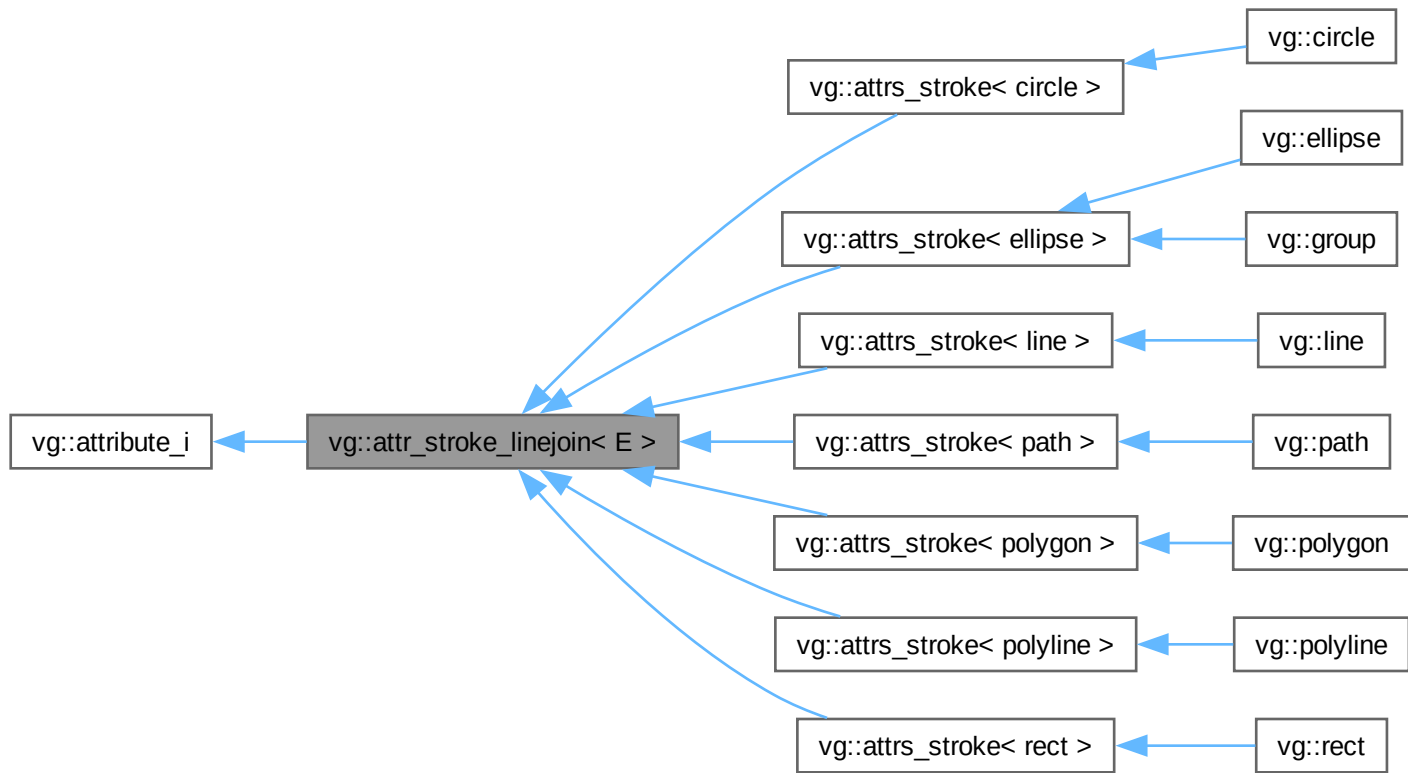 vg::circle
vg::attrs_stroke< circle >
vg::ellipse
vg::attrs_stroke< ellipse >
vg::group
vg::attrs_stroke< line >
vg::line
vg::attribute_i
vg::attr_stroke_linejoin< E >
vg::attrs_stroke< path >
vg::path
vg::attrs_stroke< polygon >
vg::polygon
vg::attrs_stroke< polyline >
vg::polyline
vg::attrs_stroke< rect >
vg::rect